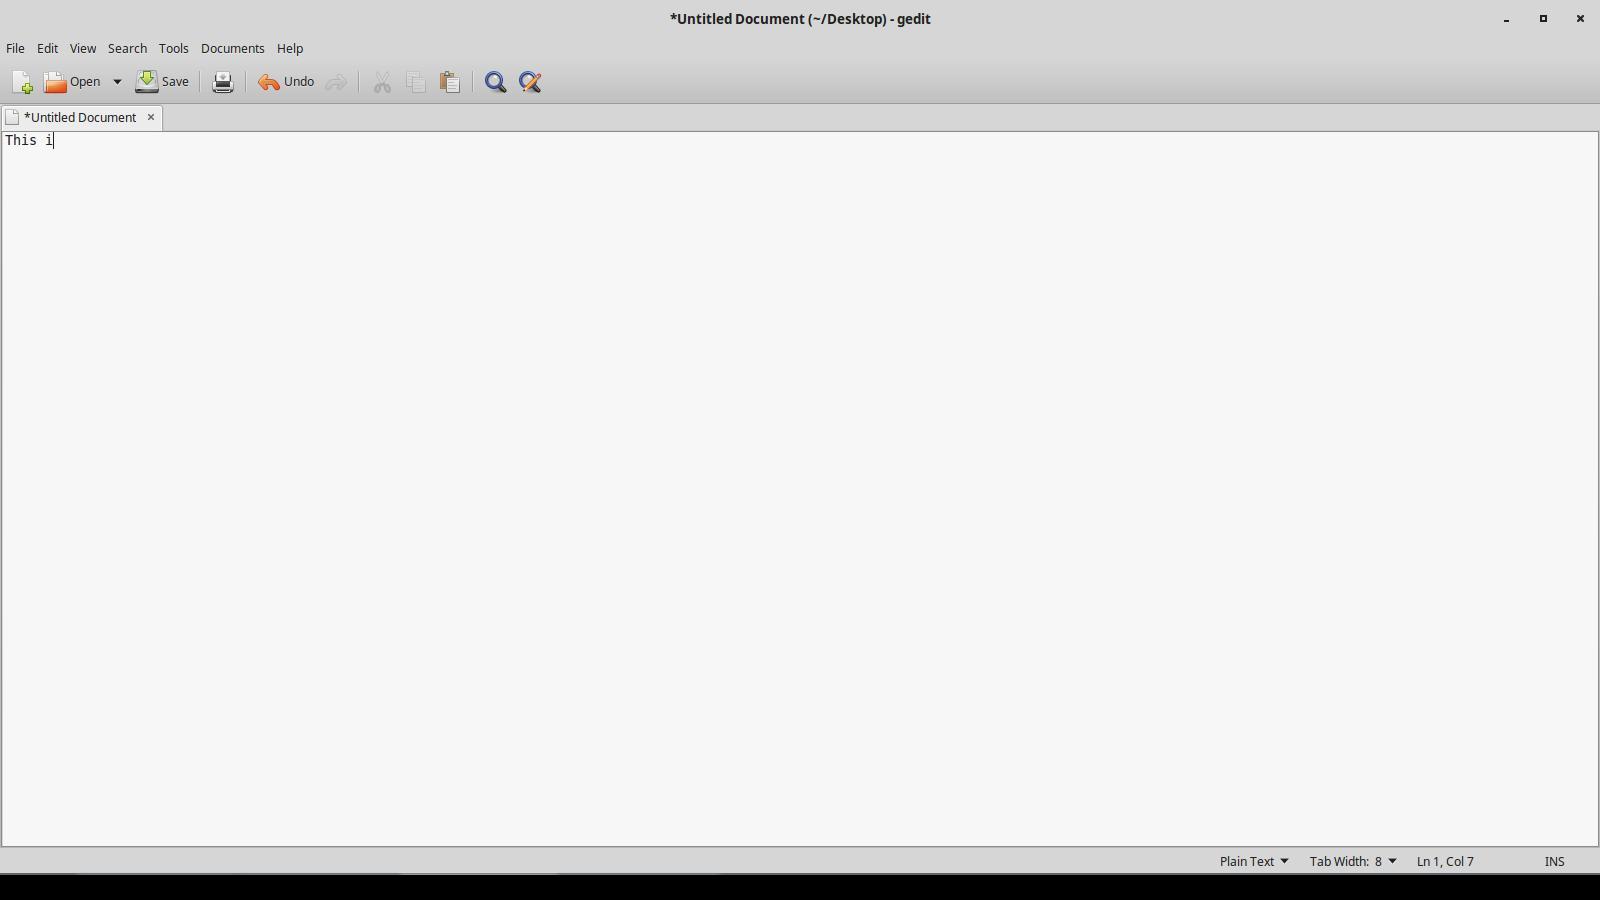 *Untitled Document (~/Desktop) - gedit
File Edit View Search Tools Documents Help
Open Save Undo
*Untitled Document
This i
Plain Text Tab Width: 8 Ln 1, Col 7 INS